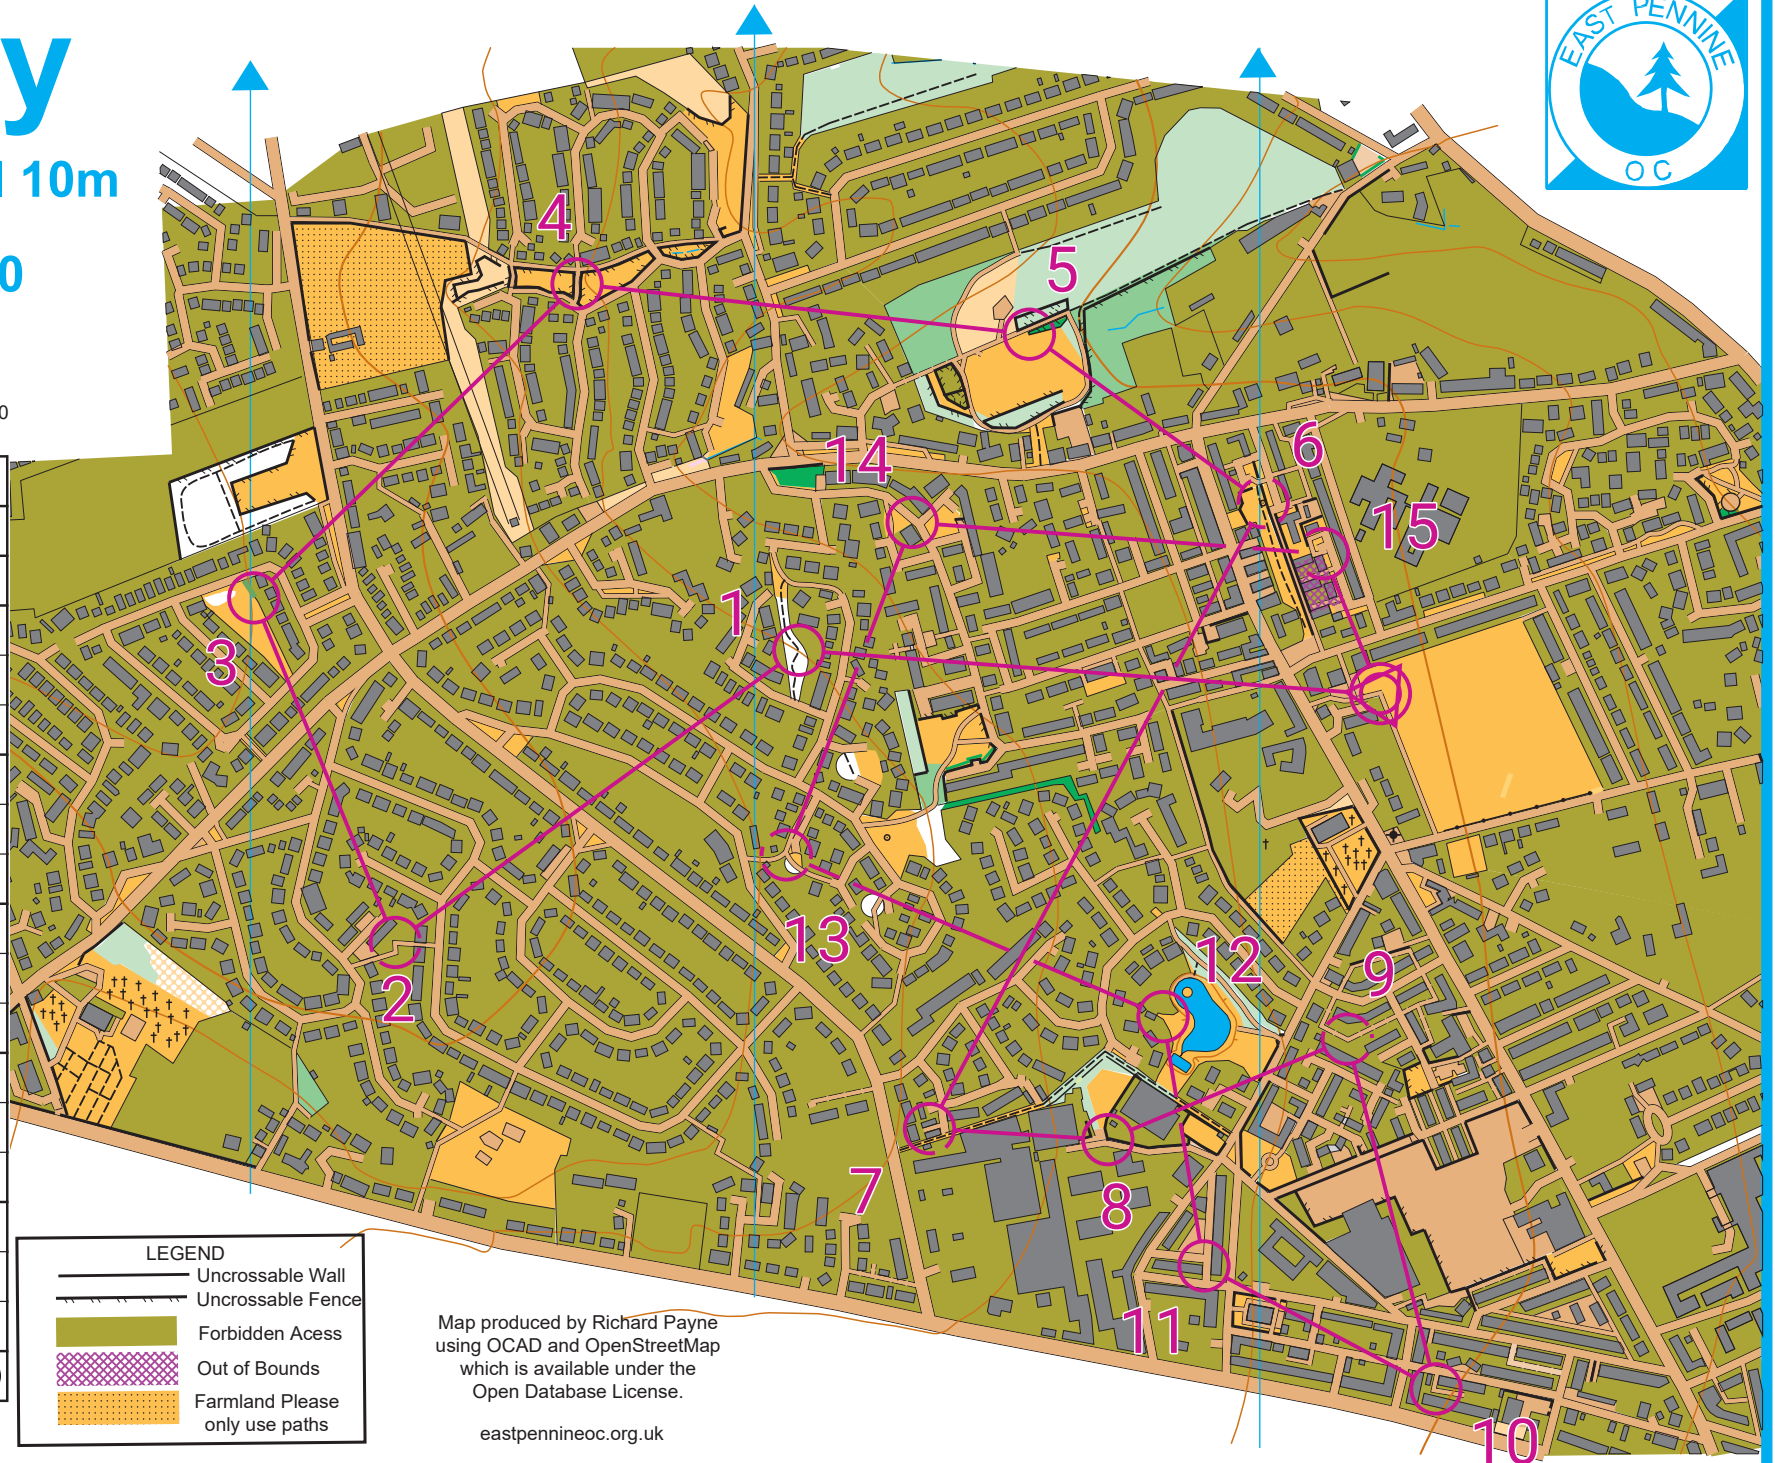 y
10m
0
0
EAST PENNINE
OC
4
5
14
6
15
1
3
12
9
13
2
7
8
11
10
LEGEND
Uncrossable Wall
Uncrossable Fence
Forbidden Acess
Out of Bounds
Farmland Please
only use paths
Map produced by Richard Payne
using OCAD and OpenStreetMap
which is available under the
Open Database License.
eastpennineoc.org.uk